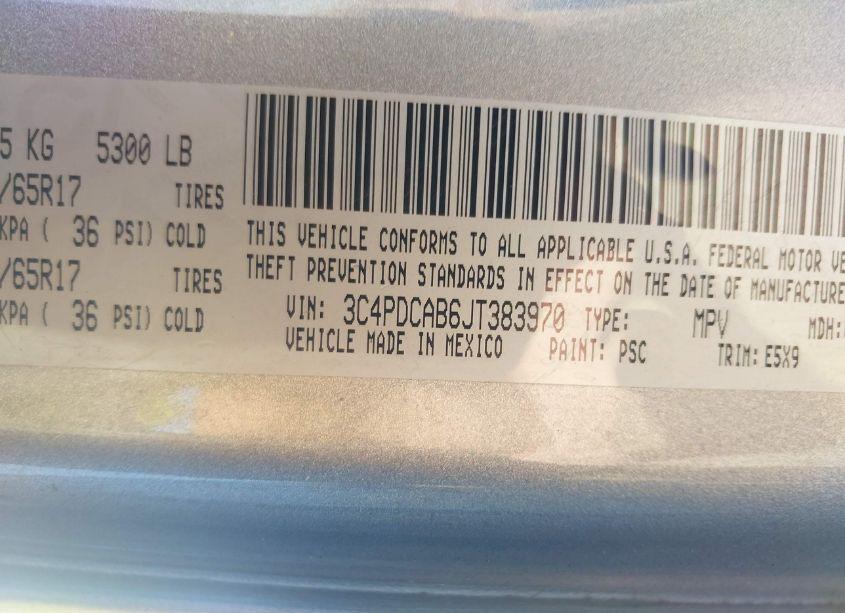 5 KG 5300 LB
/65R17 TIRES
KPA ( 36 PSI) COLD
/65R17 TIRES
KPA ( 36 PSI) COLD
THIS VEHICLE CONFORMS TO ALL APPLICABLE U.S.A. FEDERAL MOTOR VE
THEFT PREVENTION STANDARDS IN EFFECT ON THE DATE OF MANUFACTURE
VIN: 3C4PDCAB6JT383970 TYPE: MPV MDH:
VEHICLE MADE IN MEXICO PAINT: PSC TRIM: E5X9